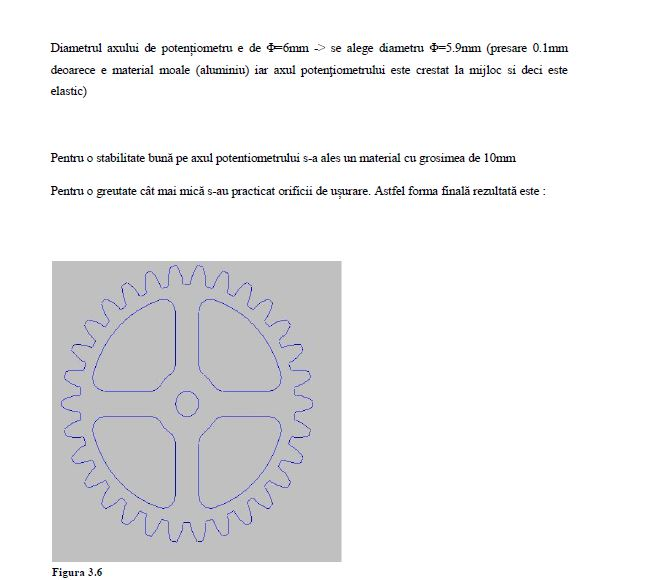 Diametrul axului de potențiometru e de Φ=6mm -> se alege diametru Φ=5.9mm (presare 0.1mm
deoarece e material moale (aluminiu) iar axul potențiometrului este crestat la mijloc si deci este
elastic)
Pentru o stabilitate bună pe axul potentiometrului s-a ales un material cu grosimea de 10mm
Pentru o greutate cât mai mică s-au practicat orificii de ușurare. Astfel forma finală rezultată este :
Figura 3.6